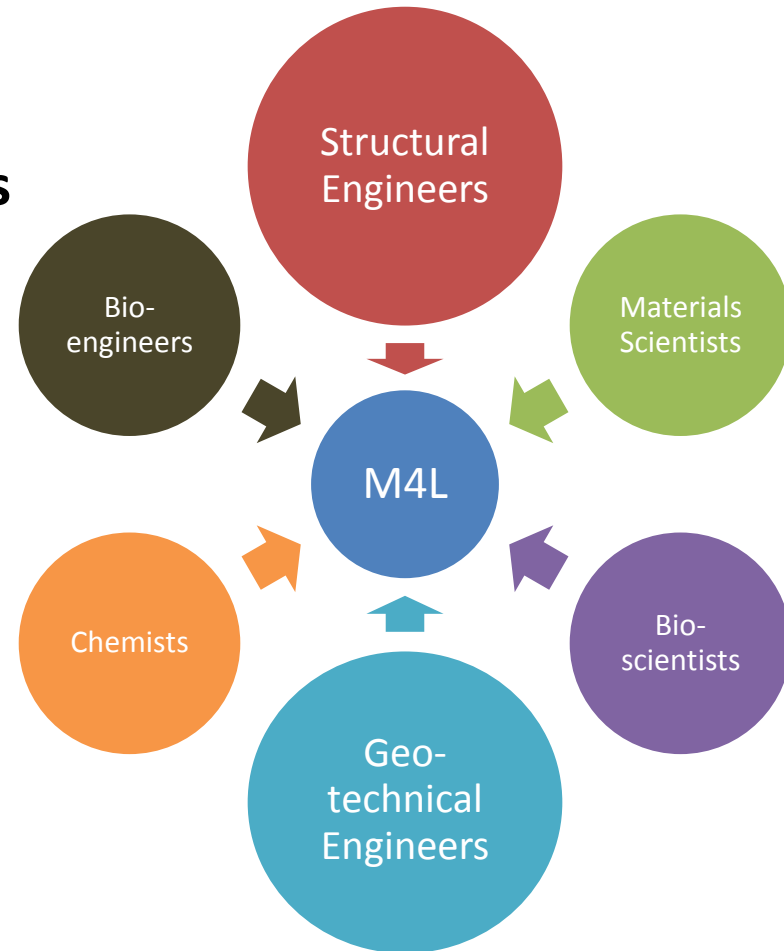 Structural
Engineers
s
Bio-
engineers
Materials
Scientists
M4L
Chemists
Bio-
scientists
Geo-
technical
Engineers